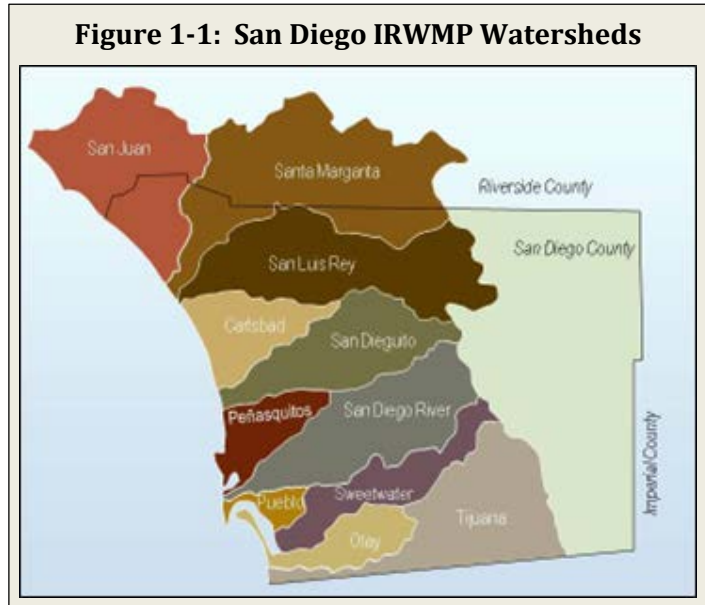 Figure 1-1: San Diego IRWMP Watersheds
San Juan
Santa Margarita
Riverside County
San Diego County
San Luis Rey
Carlsbad
San Dieguito
Peñasquitos
San Diego River
Imperial County
Pueblo
Sweetwater
Tijuana
Otay